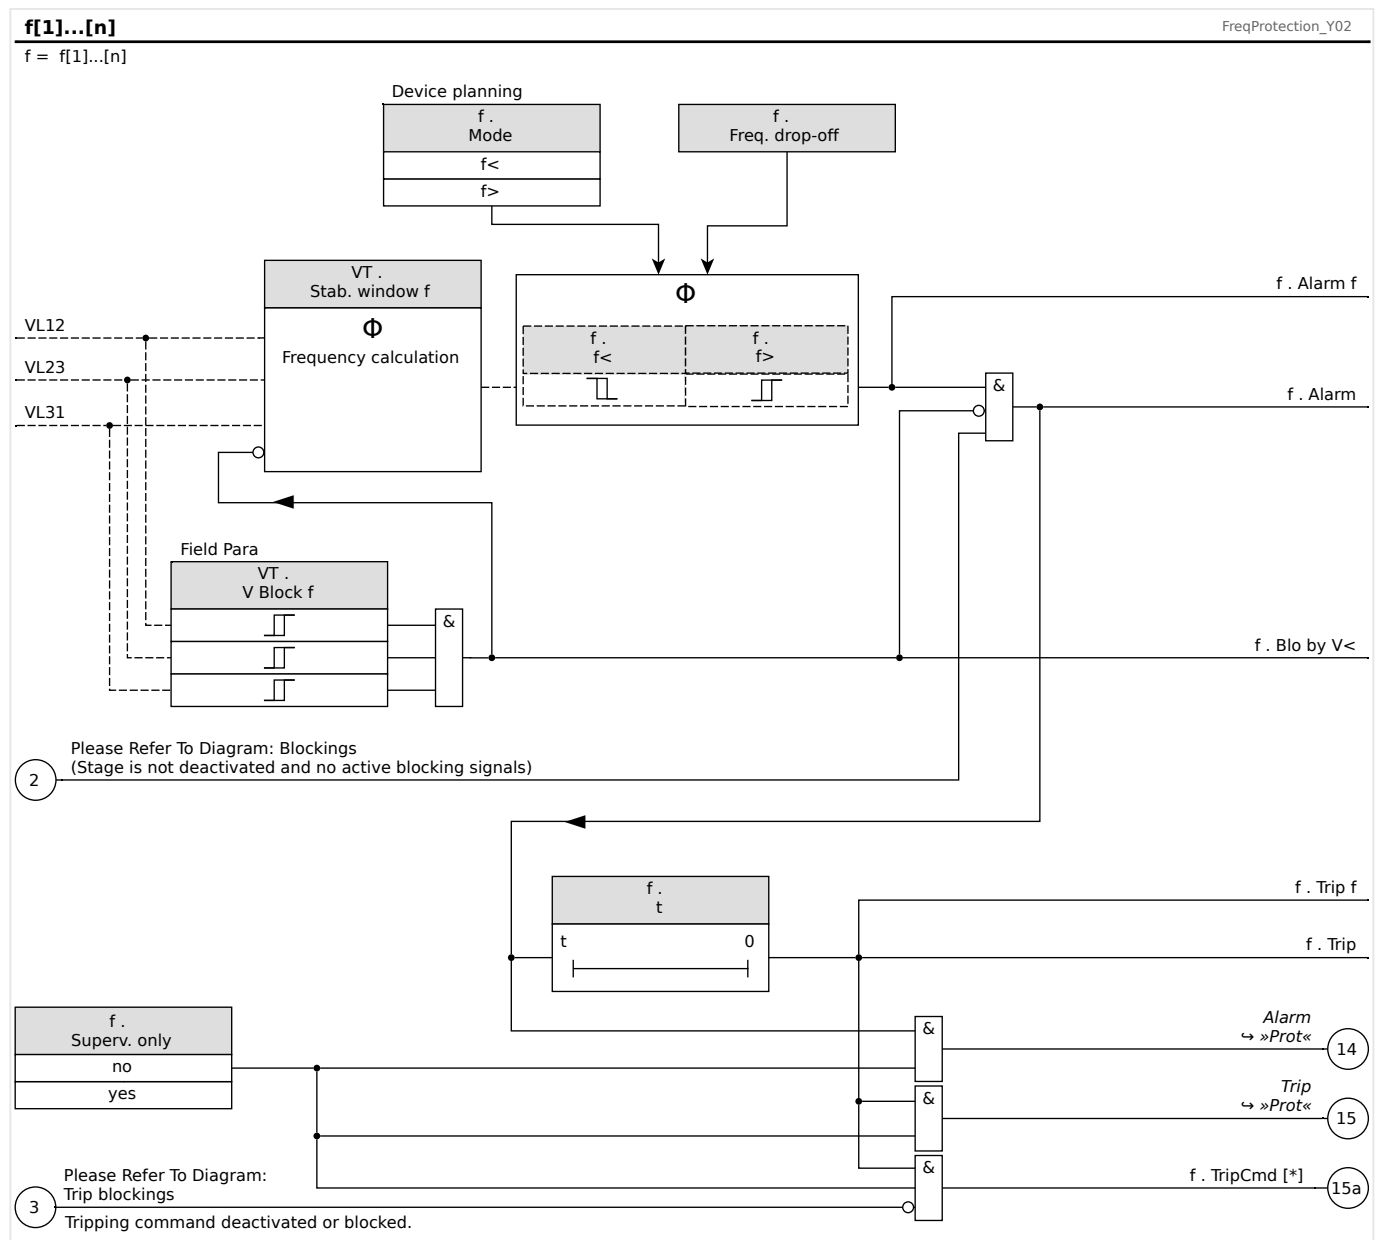 f[1]...[n]
FreqProtection_Y02
f = f[1]...[n]
Device planning
f .
Mode
f<
f>
f .
Freq. drop-off
VT .
Stab. window f
Φ
Frequency calculation
Φ
f .
f<
f .
f>
f . Alarm f
VL12
VL23
VL31
&
f . Alarm
Field Para
VT .
V Block f
&
f . Blo by V<
Please Refer To Diagram: Blockings
(Stage is not deactivated and no active blocking signals)
2
f .
t
t 0
f . Trip f
f . Trip
f .
Superv. only
no
yes
&
Alarm
↪ »Prot«
14
&
Trip
↪ »Prot«
15
&
f . TripCmd [*]
15a
Please Refer To Diagram:
Trip blockings
3
Tripping command deactivated or blocked.